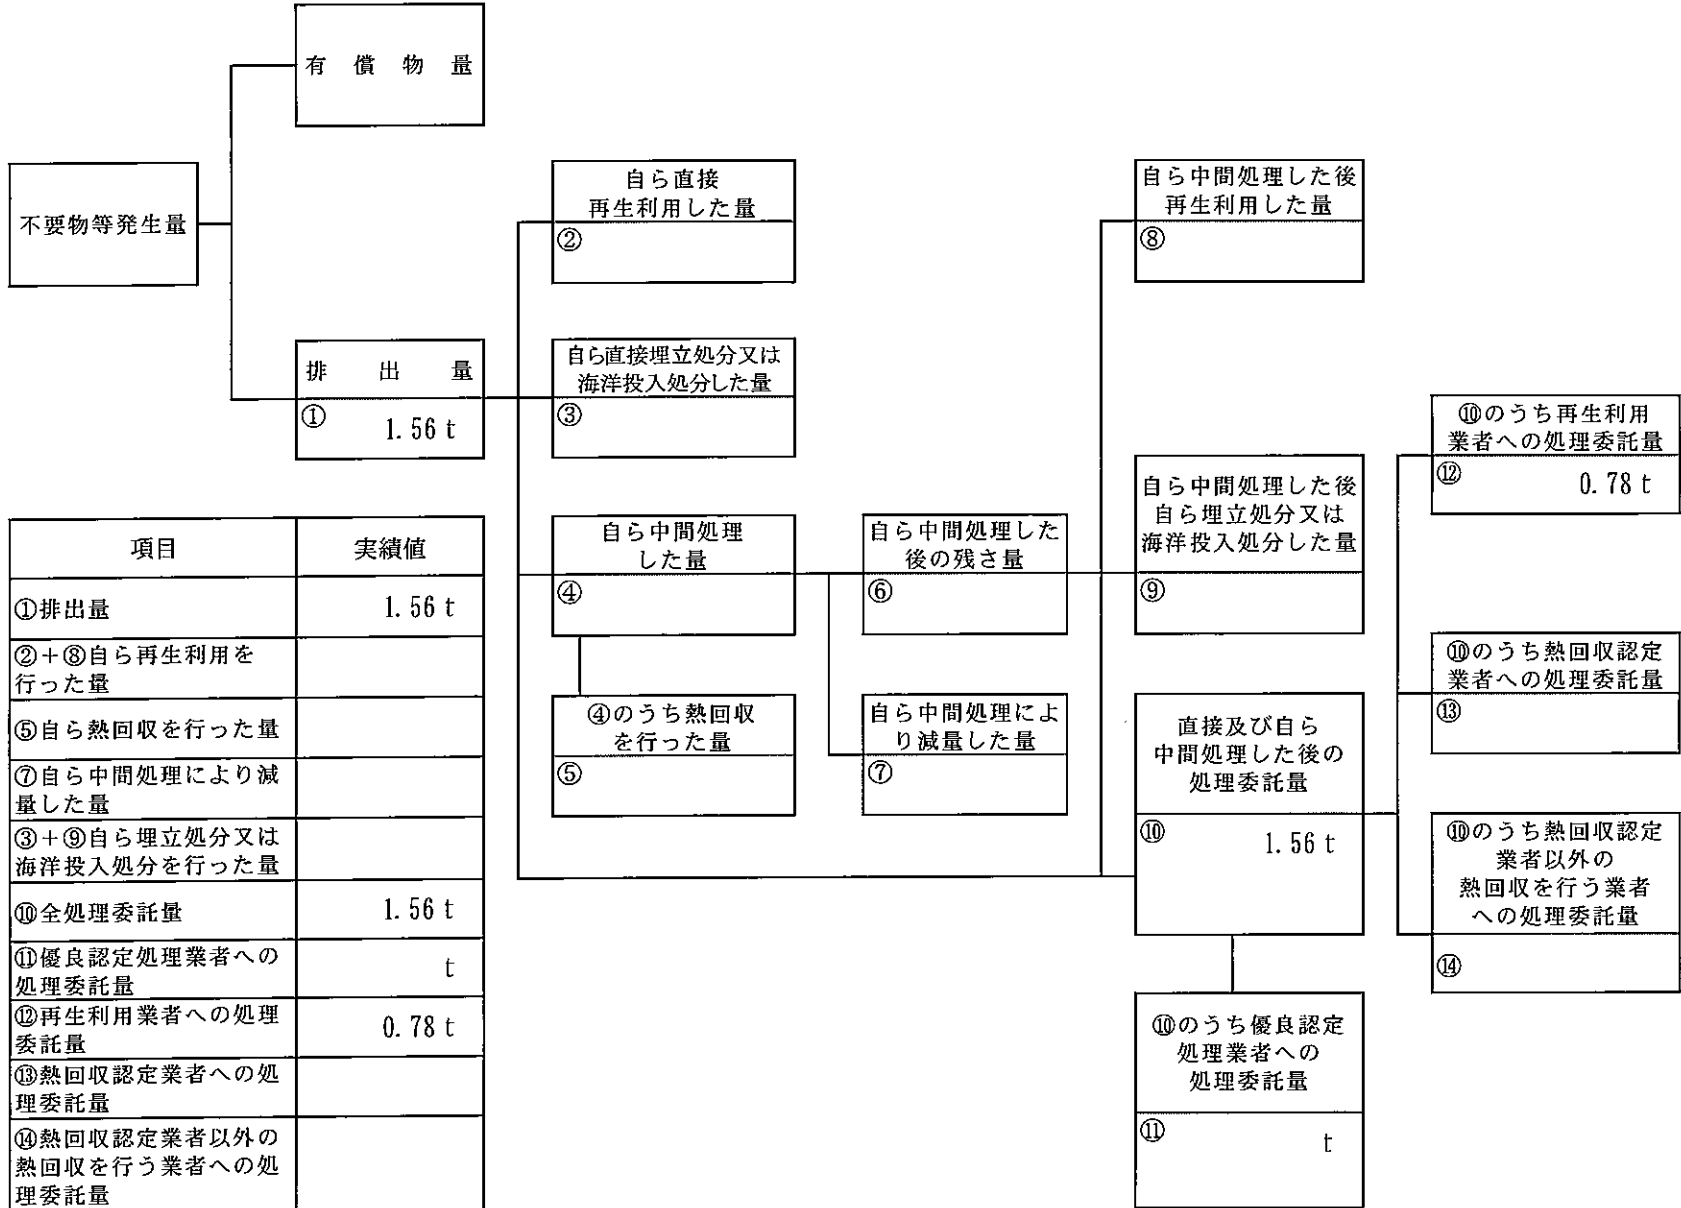 有償物量
不要物等発生量
排出量
①
1.56 t
自ら直接
再生利用した量
②
自ら直接埋立処分又は
海洋投入処分した量
③
自ら中間処理
した量
④
④のうち熱回収
を行った量
⑤
自ら中間処理した
後の残さ量
⑥
自ら中間処理によ
り減量した量
⑦
自ら中間処理した後
再生利用した量
⑧
自ら中間処理した後
自ら埋立処分又は
海洋投入処分した量
⑨
直接及び自ら
中間処理した後の
処理委託量
⑩
1.56 t
⑩のうち優良認定
処理業者への
処理委託量
⑪
t
⑩のうち再生利用
業者への処理委託量
⑫
0.78 t
⑩のうち熱回収認定
業者への処理委託量
⑬
⑩のうち熱回収認定
業者以外の
熱回収を行う業者
への処理委託量
⑭
項目 実績値
①排出量 1.56 t
②+⑧自ら再生利用を
行った量
⑤自ら熱回収を行った量
⑦自ら中間処理により減
量した量
③+⑨自ら埋立処分又は
海洋投入処分を行った量
⑩全処理委託量 1.56 t
⑪優良認定処理業者への
処理委託量 t
⑫再生利用業者への処理
委託量 0.78 t
⑬熱回収認定業者への処
理委託量
⑭熱回収認定業者以外の
熱回収を行う業者への処
理委託量